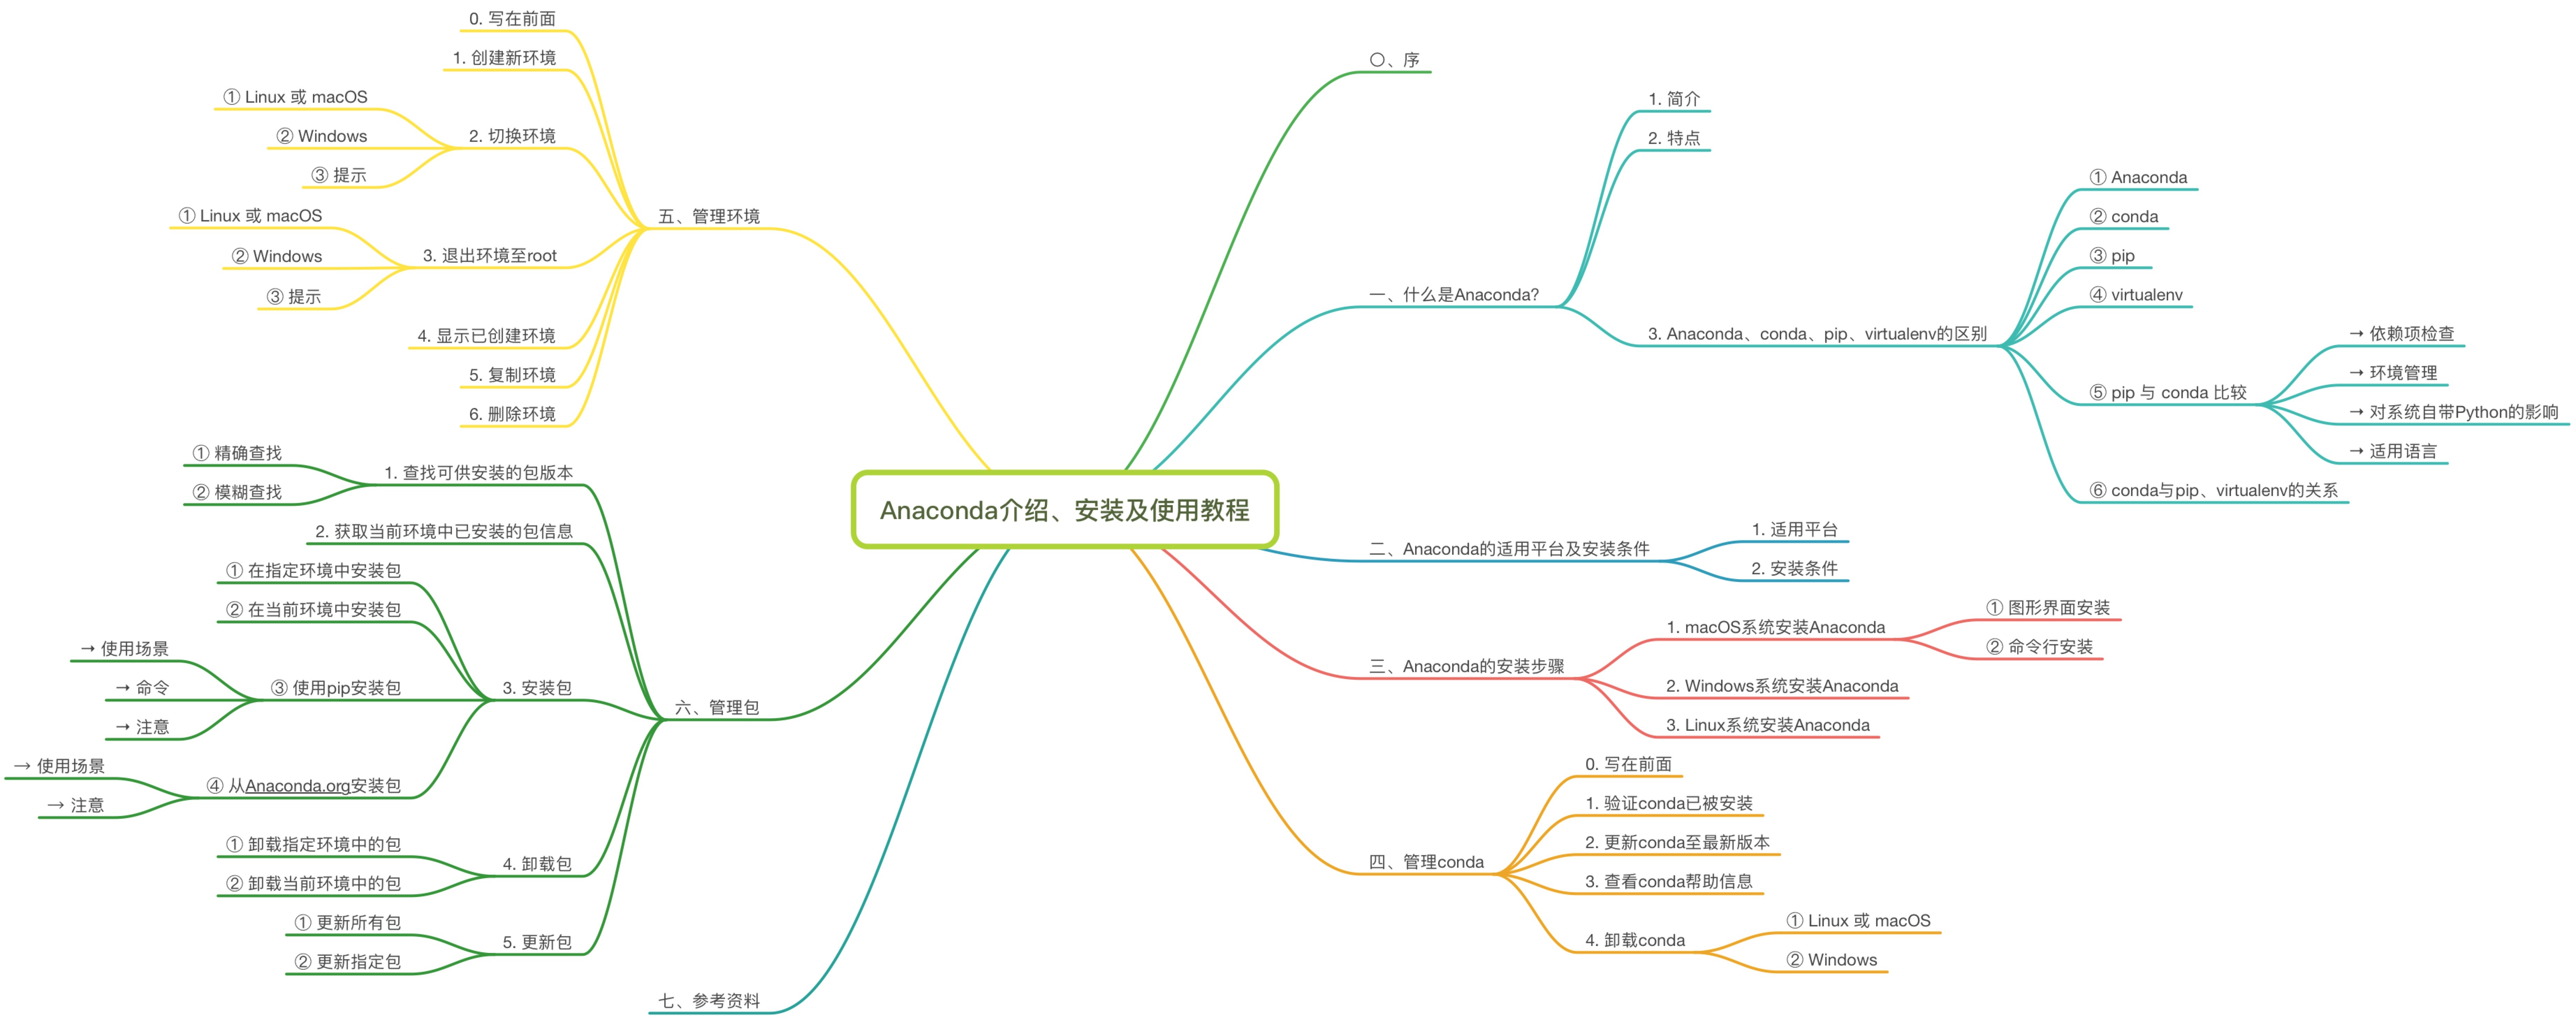 Anaconda介绍、安装及使用教程
〇、序
一、什么是Anaconda?
1. 简介
2. 特点
3. Anaconda、conda、pip、virtualenv的区别
① Anaconda
② conda
③ pip
④ virtualenv
⑤ pip 与 conda 比较
→ 依赖项检查
→ 环境管理
→ 对系统自带Python的影响
→ 适用语言
⑥ conda与pip、virtualenv的关系
二、Anaconda的适用平台及安装条件
1. 适用平台
2. 安装条件
三、Anaconda的安装步骤
1. macOS系统安装Anaconda
① 图形界面安装
② 命令行安装
2. Windows系统安装Anaconda
3. Linux系统安装Anaconda
四、管理conda
0. 写在前面
1. 验证conda已被安装
2. 更新conda至最新版本
3. 查看conda帮助信息
4. 卸载conda
① Linux 或 macOS
② Windows
五、管理环境
0. 写在前面
1. 创建新环境
2. 切换环境
① Linux 或 macOS
② Windows
③ 提示
3. 退出环境至root
① Linux 或 macOS
② Windows
③ 提示
4. 显示已创建环境
5. 复制环境
6. 删除环境
六、管理包
1. 查找可供安装的包版本
① 精确查找
② 模糊查找
2. 获取当前环境中已安装的包信息
3. 安装包
① 在指定环境中安装包
② 在当前环境中安装包
③ 使用pip安装包
→ 使用场景
→ 命令
→ 注意
④ 从Anaconda.org安装包
→ 使用场景
→ 注意
4. 卸载包
① 卸载指定环境中的包
② 卸载当前环境中的包
5. 更新包
① 更新所有包
② 更新指定包
七、参考资料